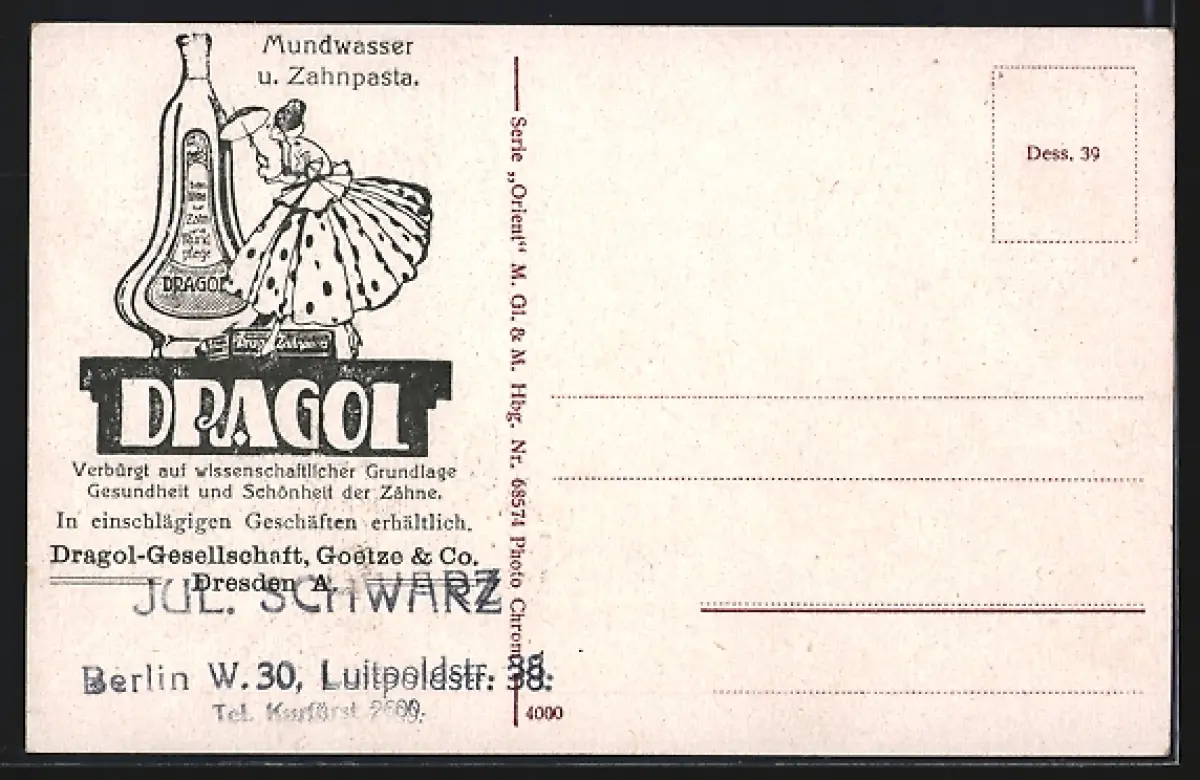 Mundwasser
u. Zahnpasta.
DRAGOL
DRAGOL
Verbürgt auf wissenschaftlicher Grundlage
Gesundheit und Schönheit der Zähne.
In einschlägigen Geschäften erhältlich.
Dragol-Gesellschaft, Goetze & Co.
Dresden A.
JUL. SCHWARZ
Berlin W. 30, Luitpoldstr. 38.
Tel. Kurfürst
Serie „Orient" M. Gl. & M. Hbg. Nr. 68574 Photo Chrom
4000
Dess. 39